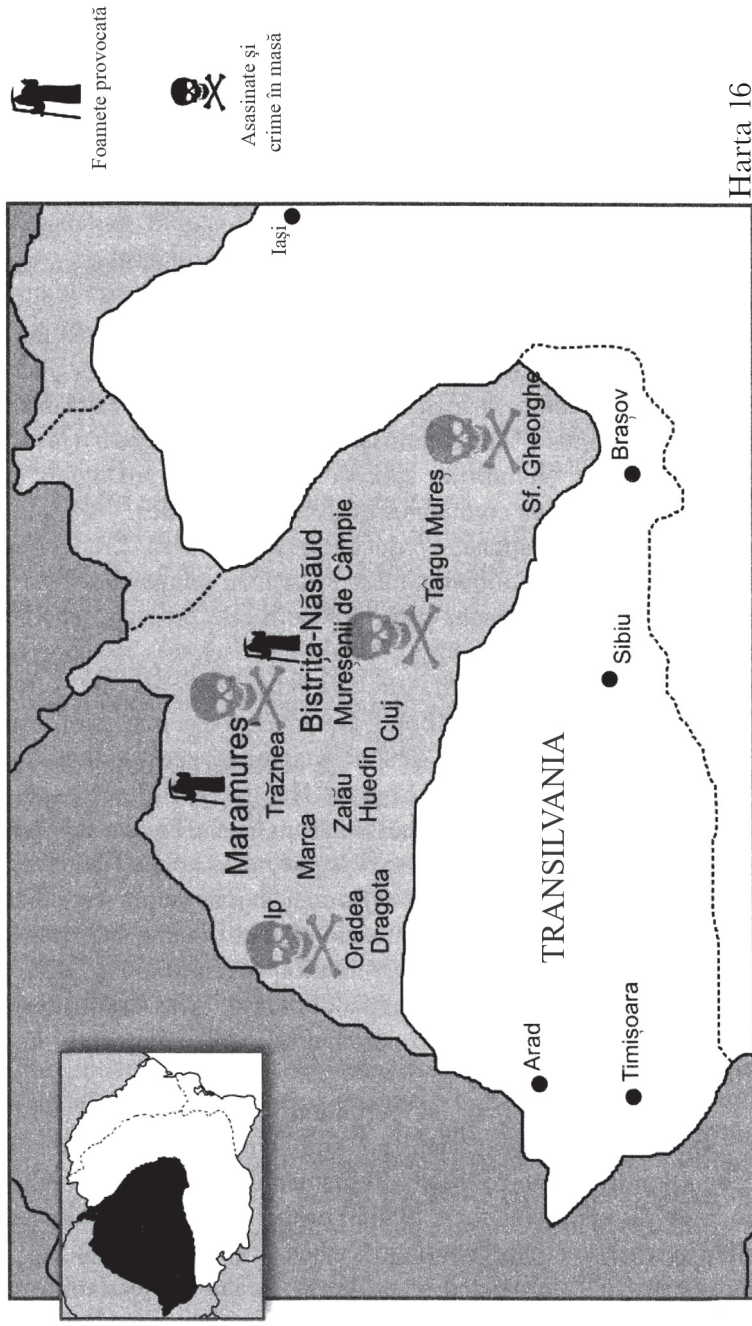 Iași
Maramureș
Trăznea
Bistrița-Năsăud
Mureșenii de Câmpie
Ip
Marca
Zalău
Huedin
Cluj
Oradea
Dragota
Târgu Mureș
Sf. Gheorghe
Brașov
Sibiu
TRANSILVANIA
Arad
Timișoara
Foamete provocată
Asasinate și
crime în masă
Harta 16